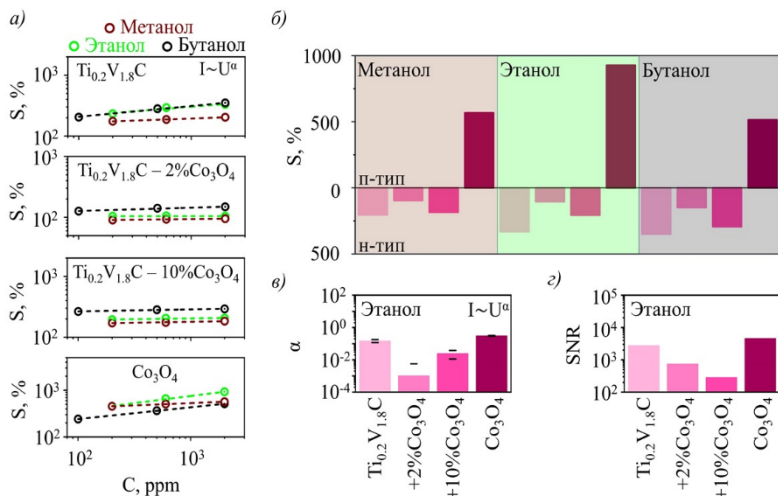 а)
Метанол
Этанол
Бутанол
Ti₀.₂V₁.₈C
I~Uᵅ
S, %
10³
10²
Ti₀.₂V₁.₈C – 2%Co₃O₄
S, %
10³
10²
Ti₀.₂V₁.₈C – 10%Co₃O₄
S, %
10³
10²
Co₃O₄
S, %
10³
10²
10²
10³
C, ppm
б)
1000
500
0
500
S, %
Метанол
Этанол
Бутанол
п-тип
н-тип
в)
Этанол
I~Uᵅ
α
10²
10⁰
10⁻²
10⁻⁴
Ti₀.₂V₁.₈C
+2%Co₃O₄
+10%Co₃O₄
Co₃O₄
г)
Этанол
SNR
10⁵
10⁴
10³
10²
Ti₀.₂V₁.₈C
+2%Co₃O₄
+10%Co₃O₄
Co₃O₄